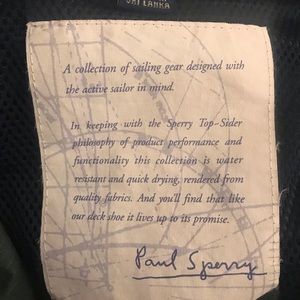 SRI LANKA
A collection of sailing gear designed with
the active sailor in mind.
In keeping with the Sperry Top-Sider
philosophy of product performance and
functionality this collection is water
resistant and quick drying, rendered from
quality fabrics. And you'll find that like
our deck shoe it lives up to its promise.
Paul Sperry